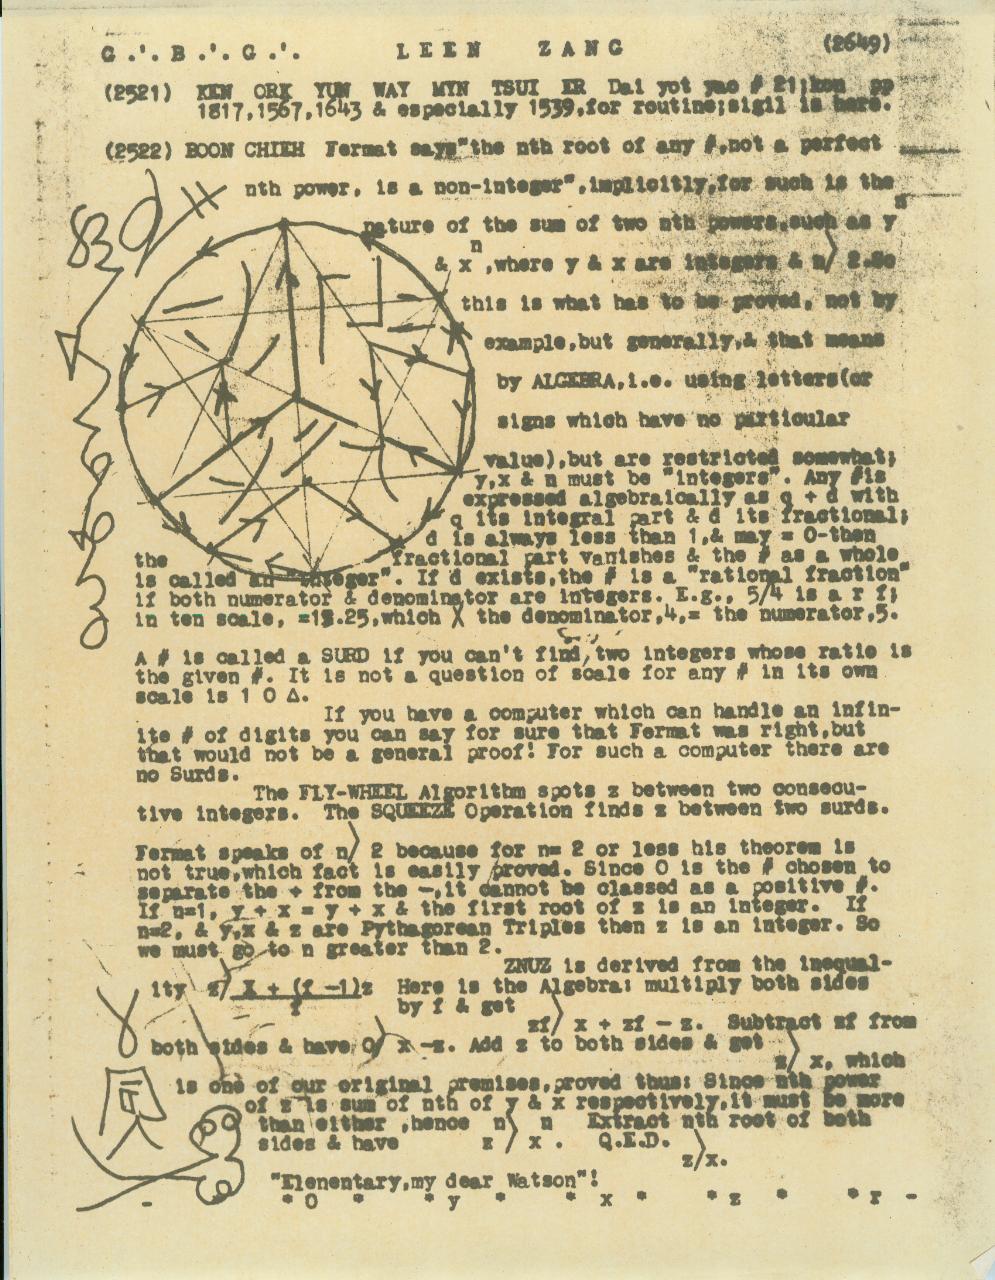 G.'. B.'. G.'. LEEN ZANG (2649)
(2521) KEN ORK YUN WAY MYN TSUI ER Dai yot yao # 21;kon pp
1817,1567,1643 & especially 1539,for routine;sigil is here.
(2522) BOON CHIEH Fermat says"the nth root of any #,not a perfect
nth power, is a non-integer",implicitly,for such is the
nature of the sum of two nth powers,such as y n
& x n ,where y & x are integers & n> 2.So
this is what has to be proved, not by
example,but generally,& that means
by ALGEBRA,i.e. using letters(or
signs which have no particular
value),but are restricted somewhat;
y,x & n must be "integers". Any #is
expressed algebraically as q + d with
q its integral part & d its fractional;
d is always less than 1,& may = 0-then
the fractional part vanishes & the # as a whole
is called an "integer". If d exists,the # is a "rational fraction"
if both numerator & denominator are integers. E.g., 5/4 is a r f;
in ten scale, =1.25,which X the denominator,4,= the numerator,5.
A # is called a SURD if you can't find,two integers whose ratio is
the given #. It is not a question of scale for any # in its own
scale is 1 0 Δ.
If you have a computer which can handle an infin-
ite # of digits you can say for sure that Fermat was right,but
that would not be a general proof! For such a computer there are
no Surds.
The FLY-WHEEL Algorithm spots z between two consecu-
tive integers. The SQUEEZE Operation finds z between two surds.
Fermat speaks of n> 2 because for n= 2 or less his theorem is
not true,which fact is easily proved. Since 0 is the # chosen to
separate the + from the -,it cannot be classed as a positive #.
If n=1, y + x = y + x & the first root of z is an integer. If
n=2, & y,x & z are Pythagorean Triples then z is an integer. So
we must go to n greater than 2.
ZNUZ is derived from the inequal-
ity z> X + (f -1)z Here is the Algebra: multiply both sides
f by f & get
zf> x + zf - z. Subtract zf from
both sides & have 0> x -z. Add z to both sides & get
z> x, which
is one of our original premises,proved thus: Since nth power
of z is sum of nth of y & x respectively,it must be more
than either ,hence n> n Extract nth root of both
sides & have z x . Q.E.D.
z>x.
"Elenentary,my dear Watson"!
* 0 * * y * * x * * z * * r -